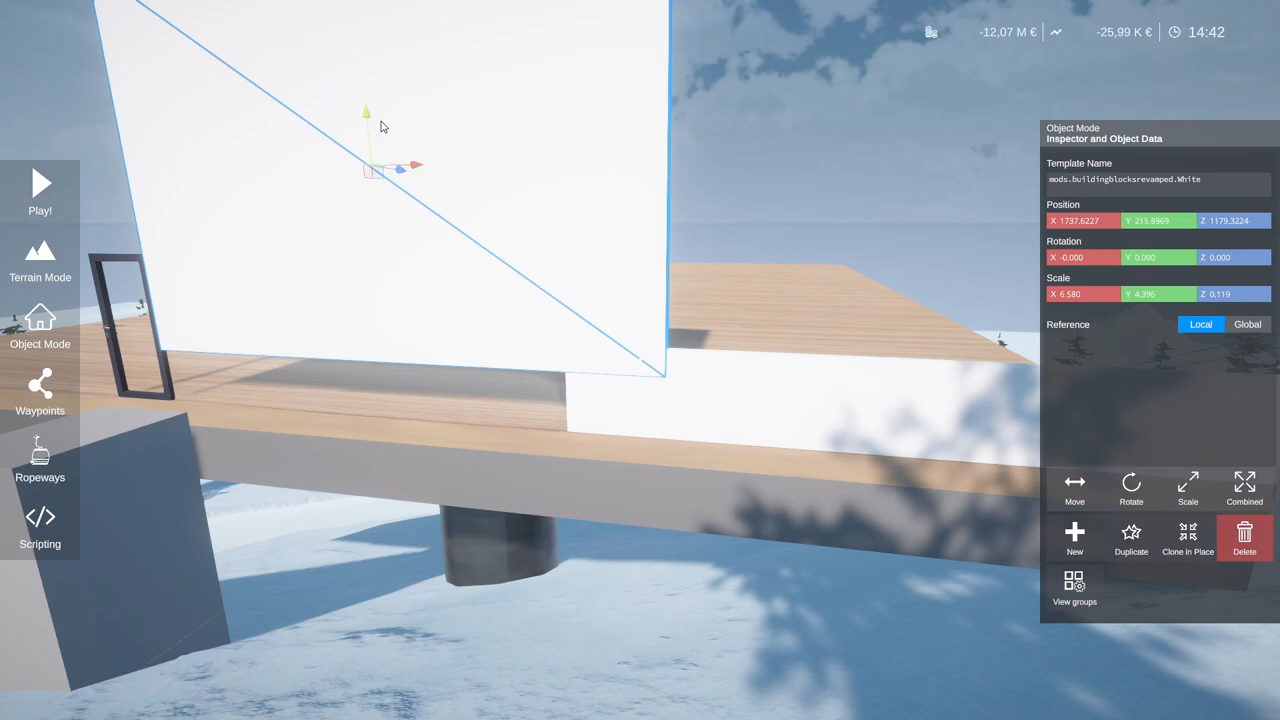 -12,07 M €
-25,99 K €
14:42
Play!
Terrain Mode
Object Mode
Waypoints
Ropeways
Scripting
Object Mode
Inspector and Object Data
Template Name
mods.buildingblocksrevamped.White
Position
X 1737.6227
Y 215.8969
Z 1179.3224
Rotation
X -0.000
Y 0.000
Z 0.000
Scale
X 6.580
Y 4.396
Z 0.119
Reference
Local
Global
Move
Rotate
Scale
Combined
New
Duplicate
Clone in Place
Delete
View groups